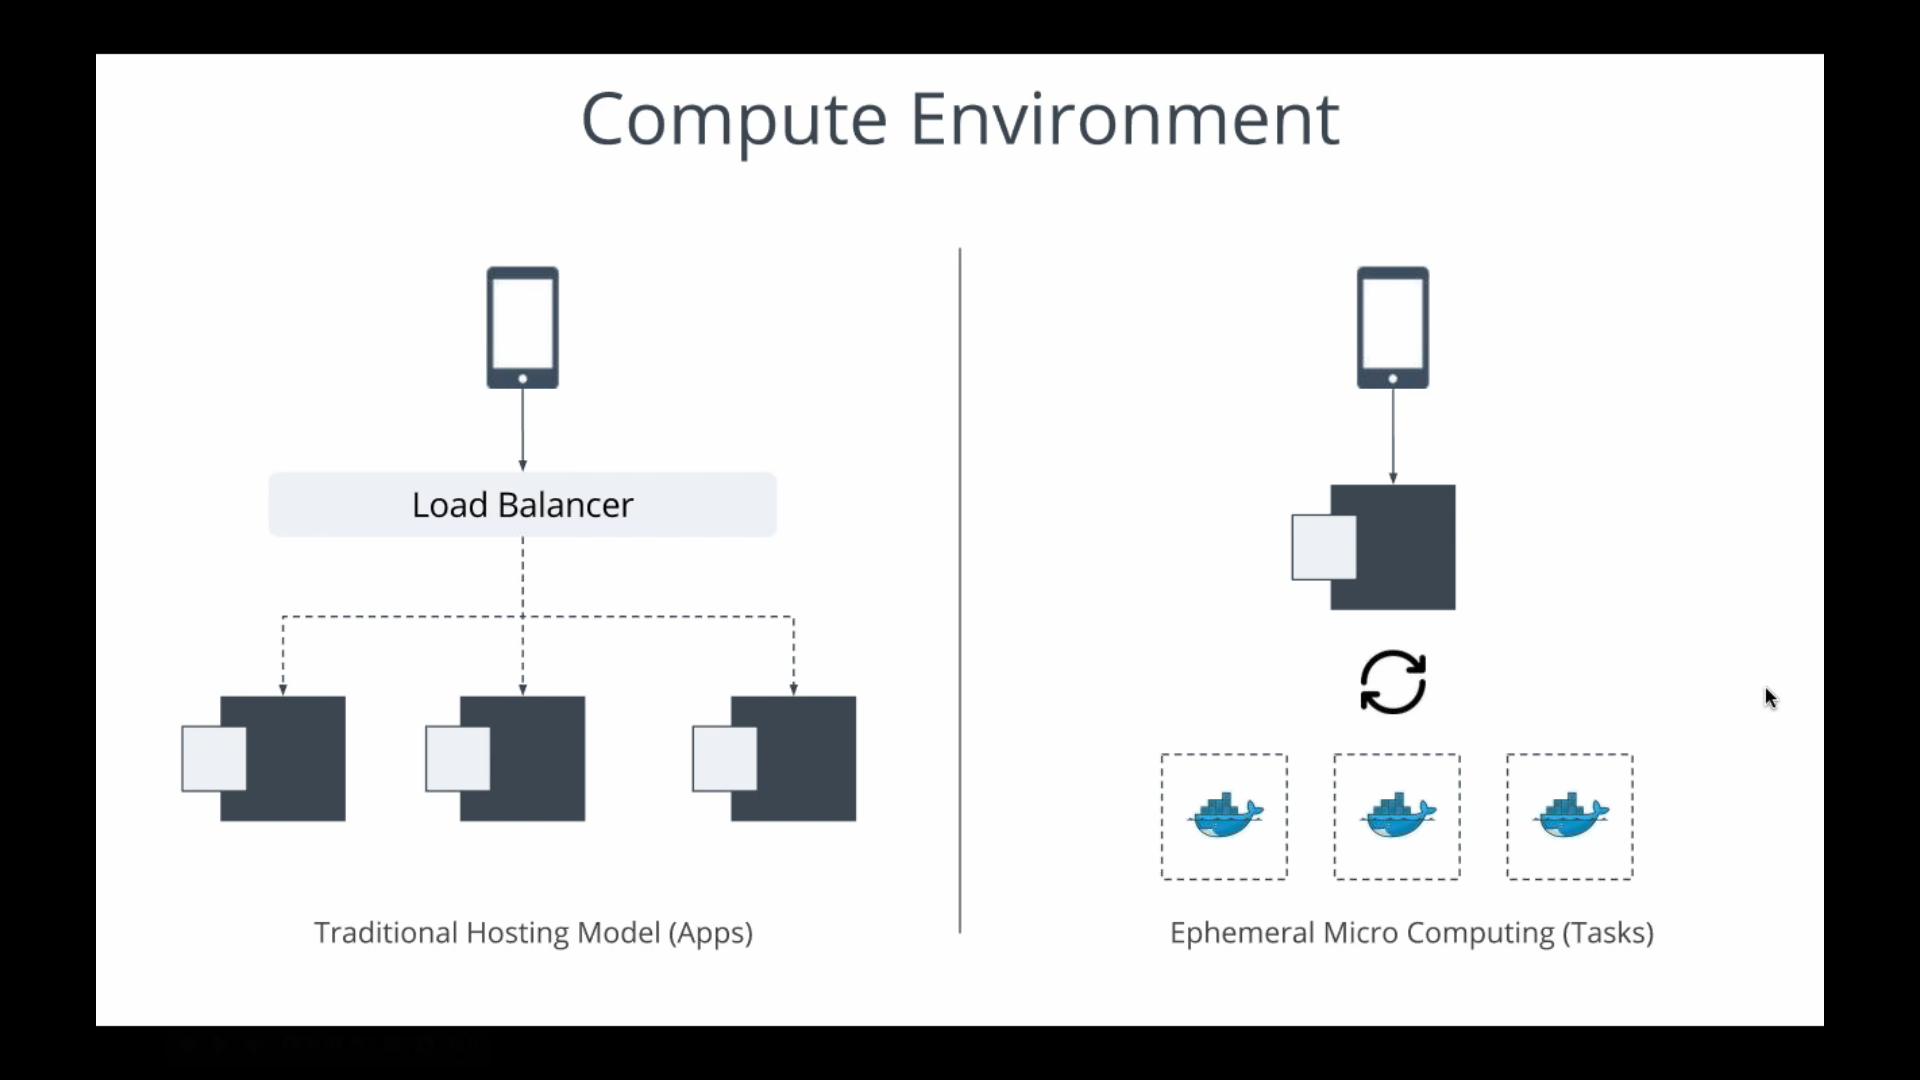 Compute Environment
Load Balancer
Traditional Hosting Model (Apps)
Ephemeral Micro Computing (Tasks)